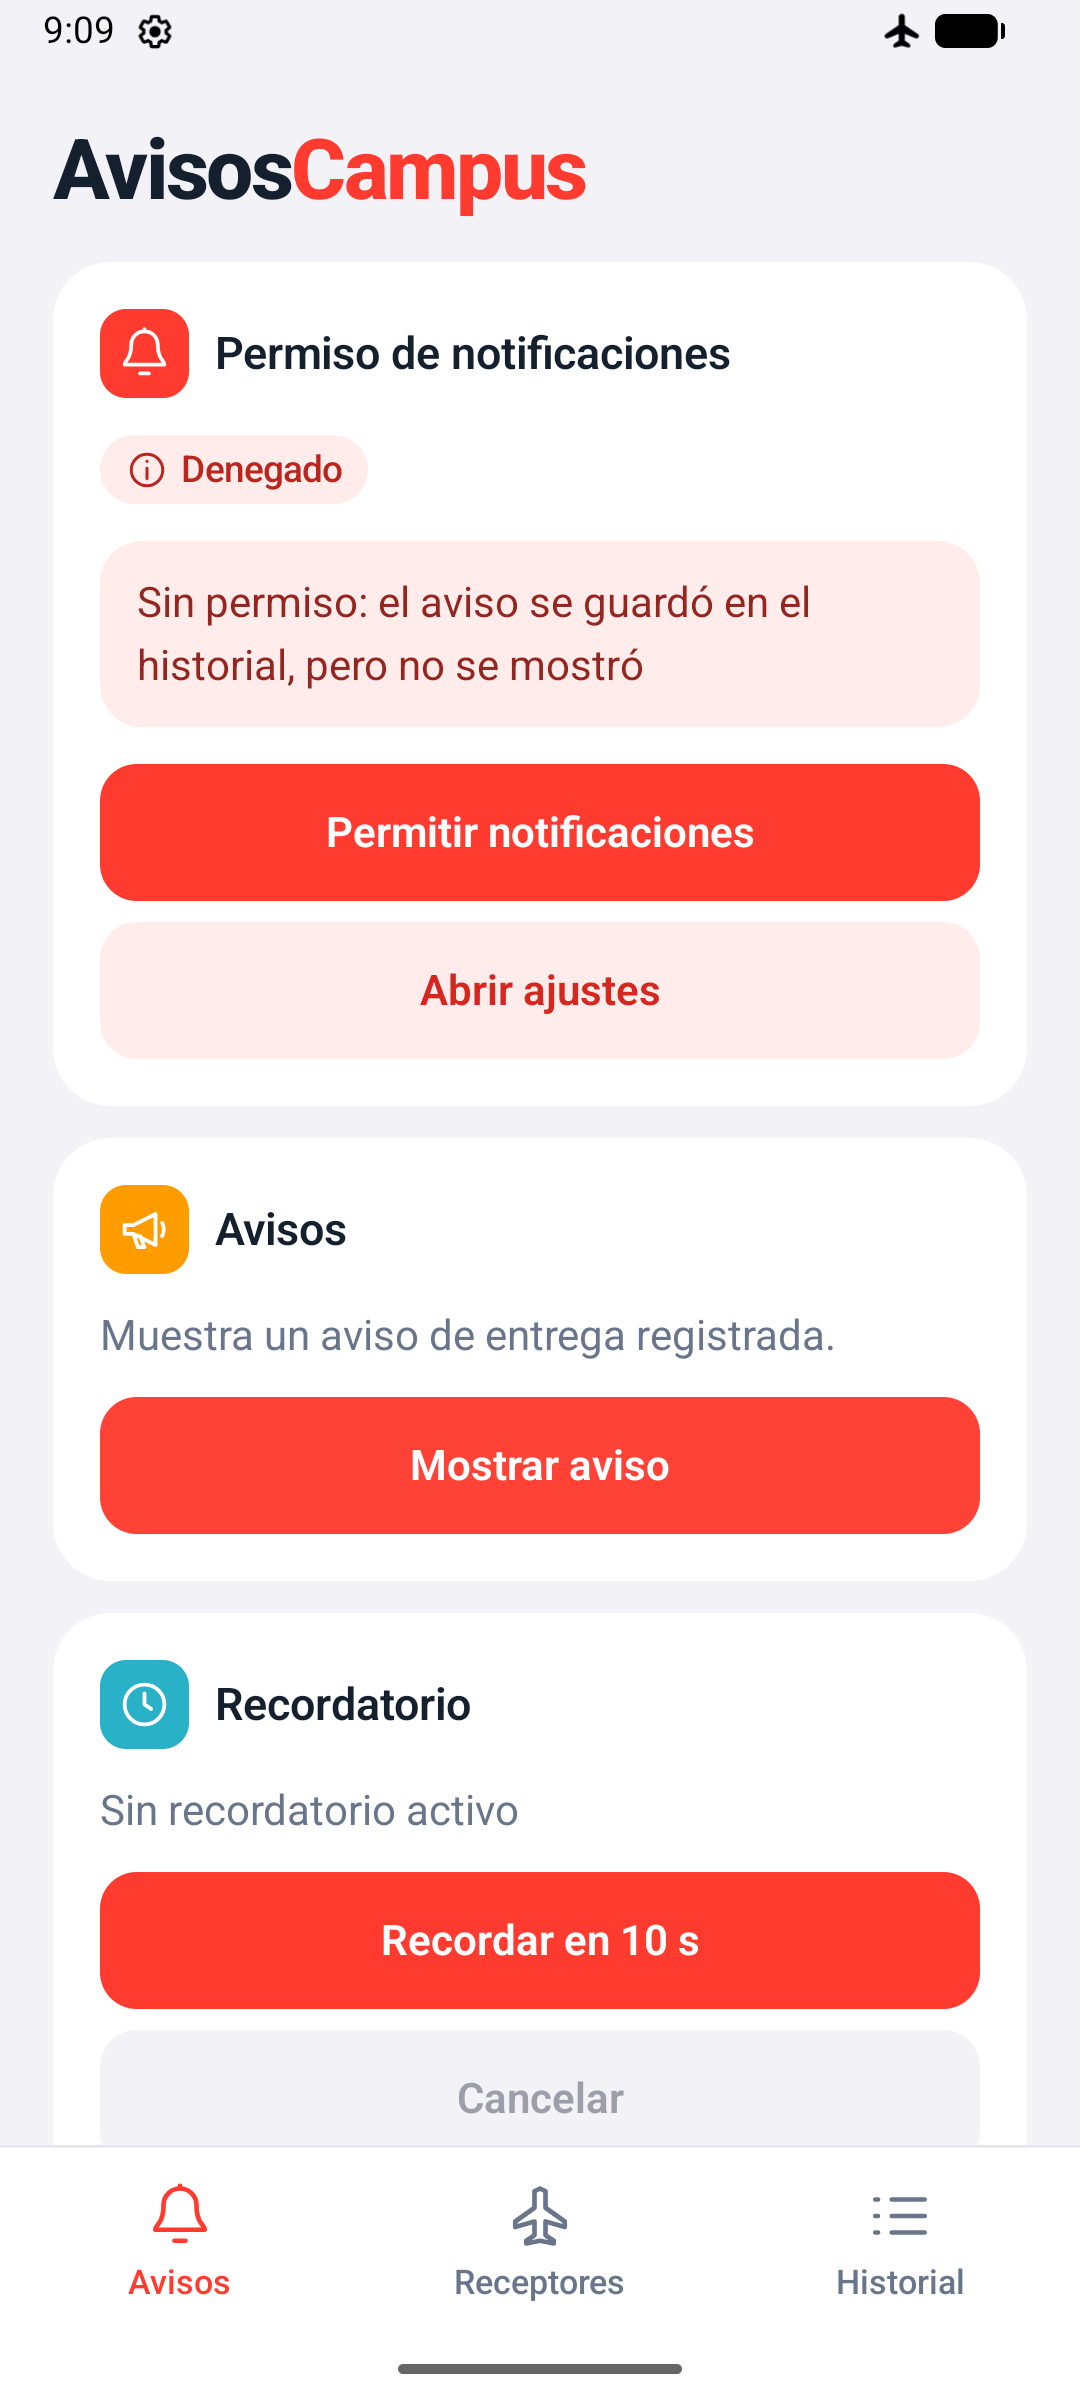 9:09
AvisosCampus
Permiso de notificaciones
Denegado
Sin permiso: el aviso se guardó en el
historial, pero no se mostró
Permitir notificaciones
Abrir ajustes
Avisos
Muestra un aviso de entrega registrada.
Mostrar aviso
Recordatorio
Sin recordatorio activo
Recordar en 10 s
Cancelar
Avisos
Receptores
Historial